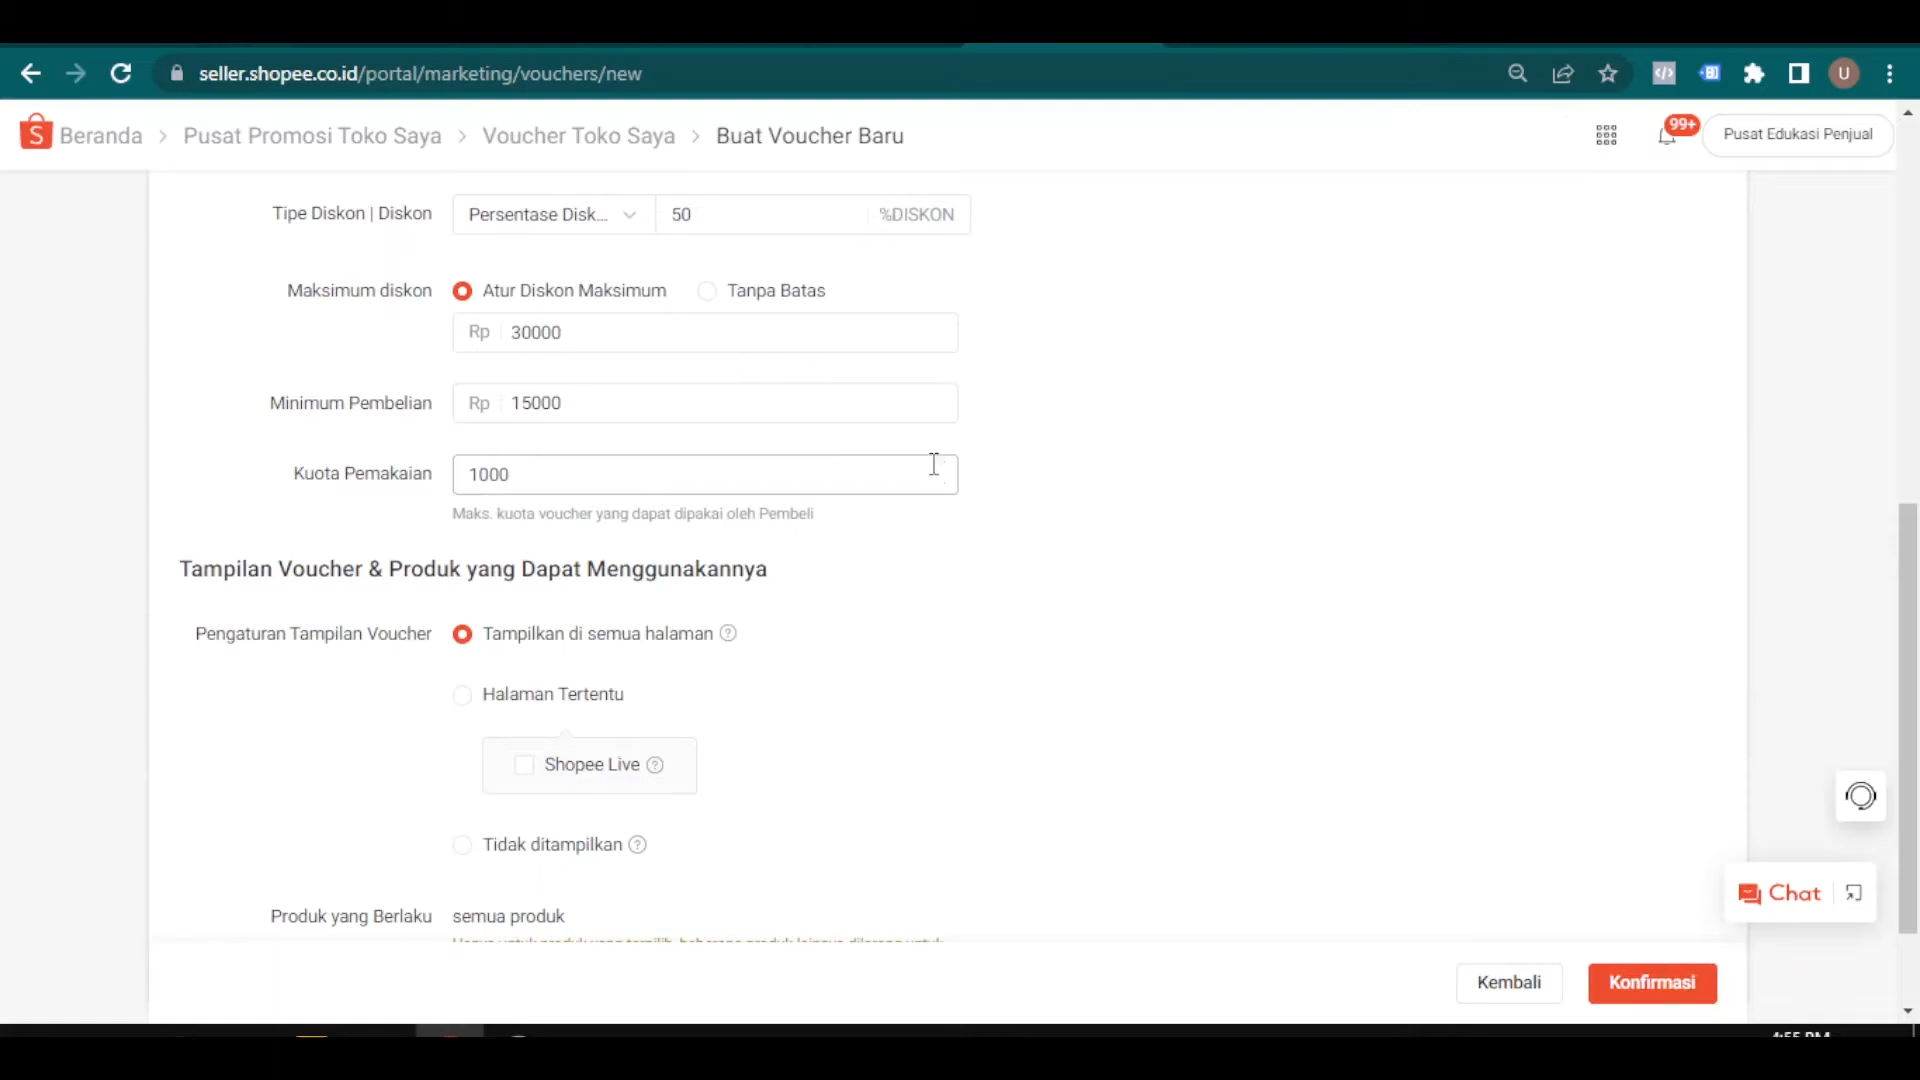 seller.shopee.co.id/portal/marketing/vouchers/new
U
S Beranda > Pusat Promosi Toko Saya > Voucher Toko Saya > Buat Voucher Baru
99+
Pusat Edukasi Penjual
Tipe Diskon | Diskon
Persentase Disk...
50
%DISKON
Maksimum diskon
Atur Diskon Maksimum
Tanpa Batas
Rp 30000
Minimum Pembelian
Rp 15000
Kuota Pemakaian
1000
Maks. kuota voucher yang dapat dipakai oleh Pembeli
Tampilan Voucher & Produk yang Dapat Menggunakannya
Pengaturan Tampilan Voucher
Tampilkan di semua halaman ?
Halaman Tertentu
Shopee Live ?
Tidak ditampilkan ?
Produk yang Berlaku
semua produk
Chat
Kembali
Konfirmasi